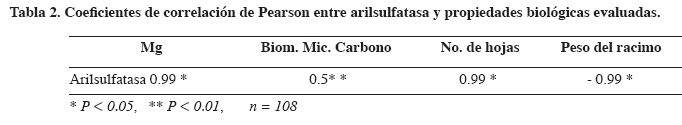 Tabla 2. Coeficientes de correlación de Pearson entre arilsulfatasa y propiedades biológicas evaluadas.
Mg Biom. Mic. Carbono No. de hojas Peso del racimo
Arilsulfatasa 0.99 * 0.5* * 0.99 * - 0.99 *
* P < 0.05, ** P < 0.01, n = 108